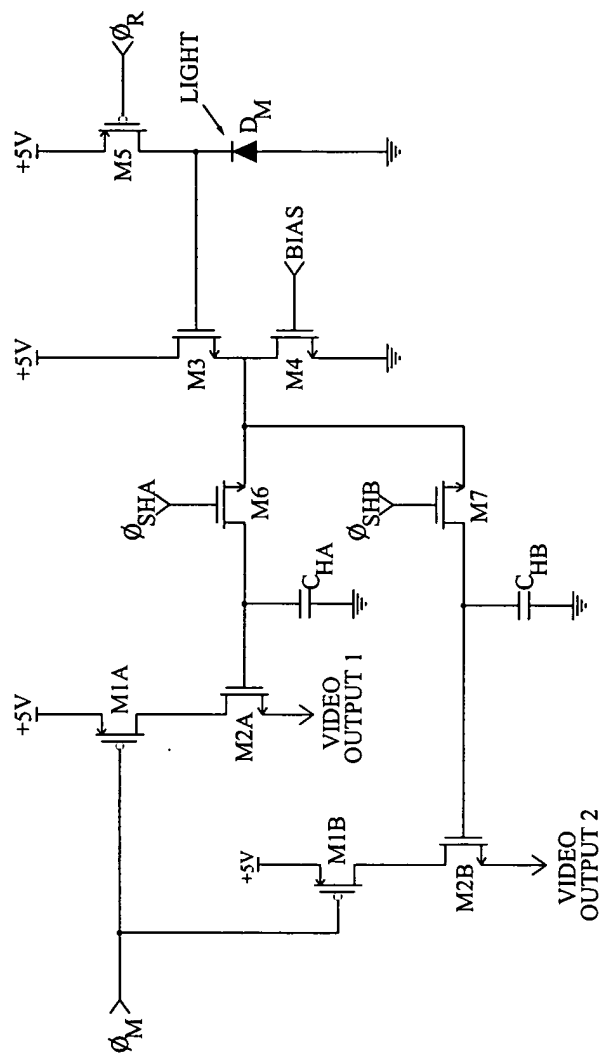 ØM
+5V
M1A
+5V
M1B
M2A
VIDEO
OUTPUT 1
M2B
VIDEO
OUTPUT 2
ØSHA
M6
CHA
ØSHB
M7
CHB
+5V
M3
M4
BIAS
+5V
M5
ØR
LIGHT
DM